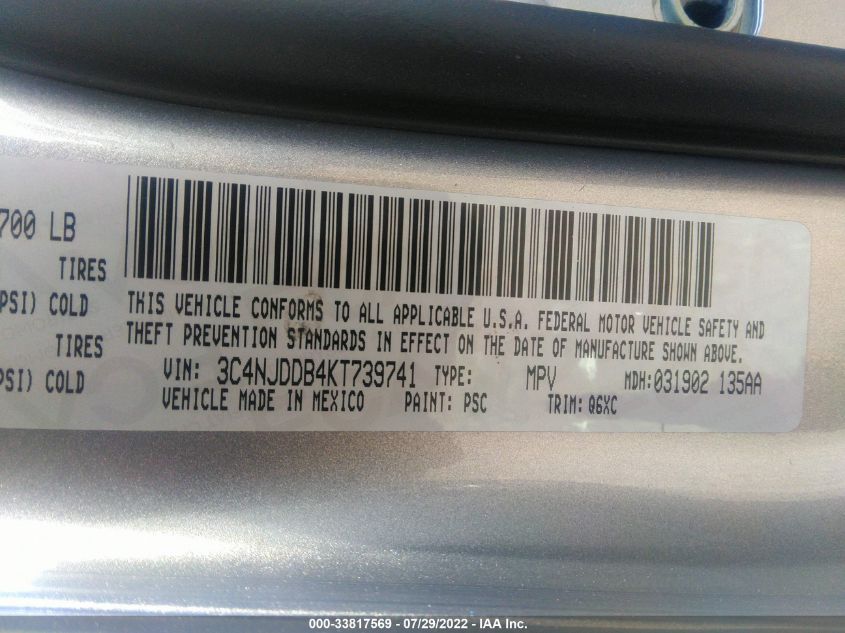 700 LB
TIRES
PSI) COLD
TIRES
PSI) COLD
THIS VEHICLE CONFORMS TO ALL APPLICABLE U.S.A. FEDERAL MOTOR VEHICLE SAFETY AND
THEFT PREVENTION STANDARDS IN EFFECT ON THE DATE OF MANUFACTURE SHOWN ABOVE.
VIN: 3C4NJDDB4KT739741 TYPE: MPV MDH:031902 135AA
VEHICLE MADE IN MEXICO PAINT: PSC TRIM: Q6XC
000-33817569 - 07/29/2022 - IAA Inc.